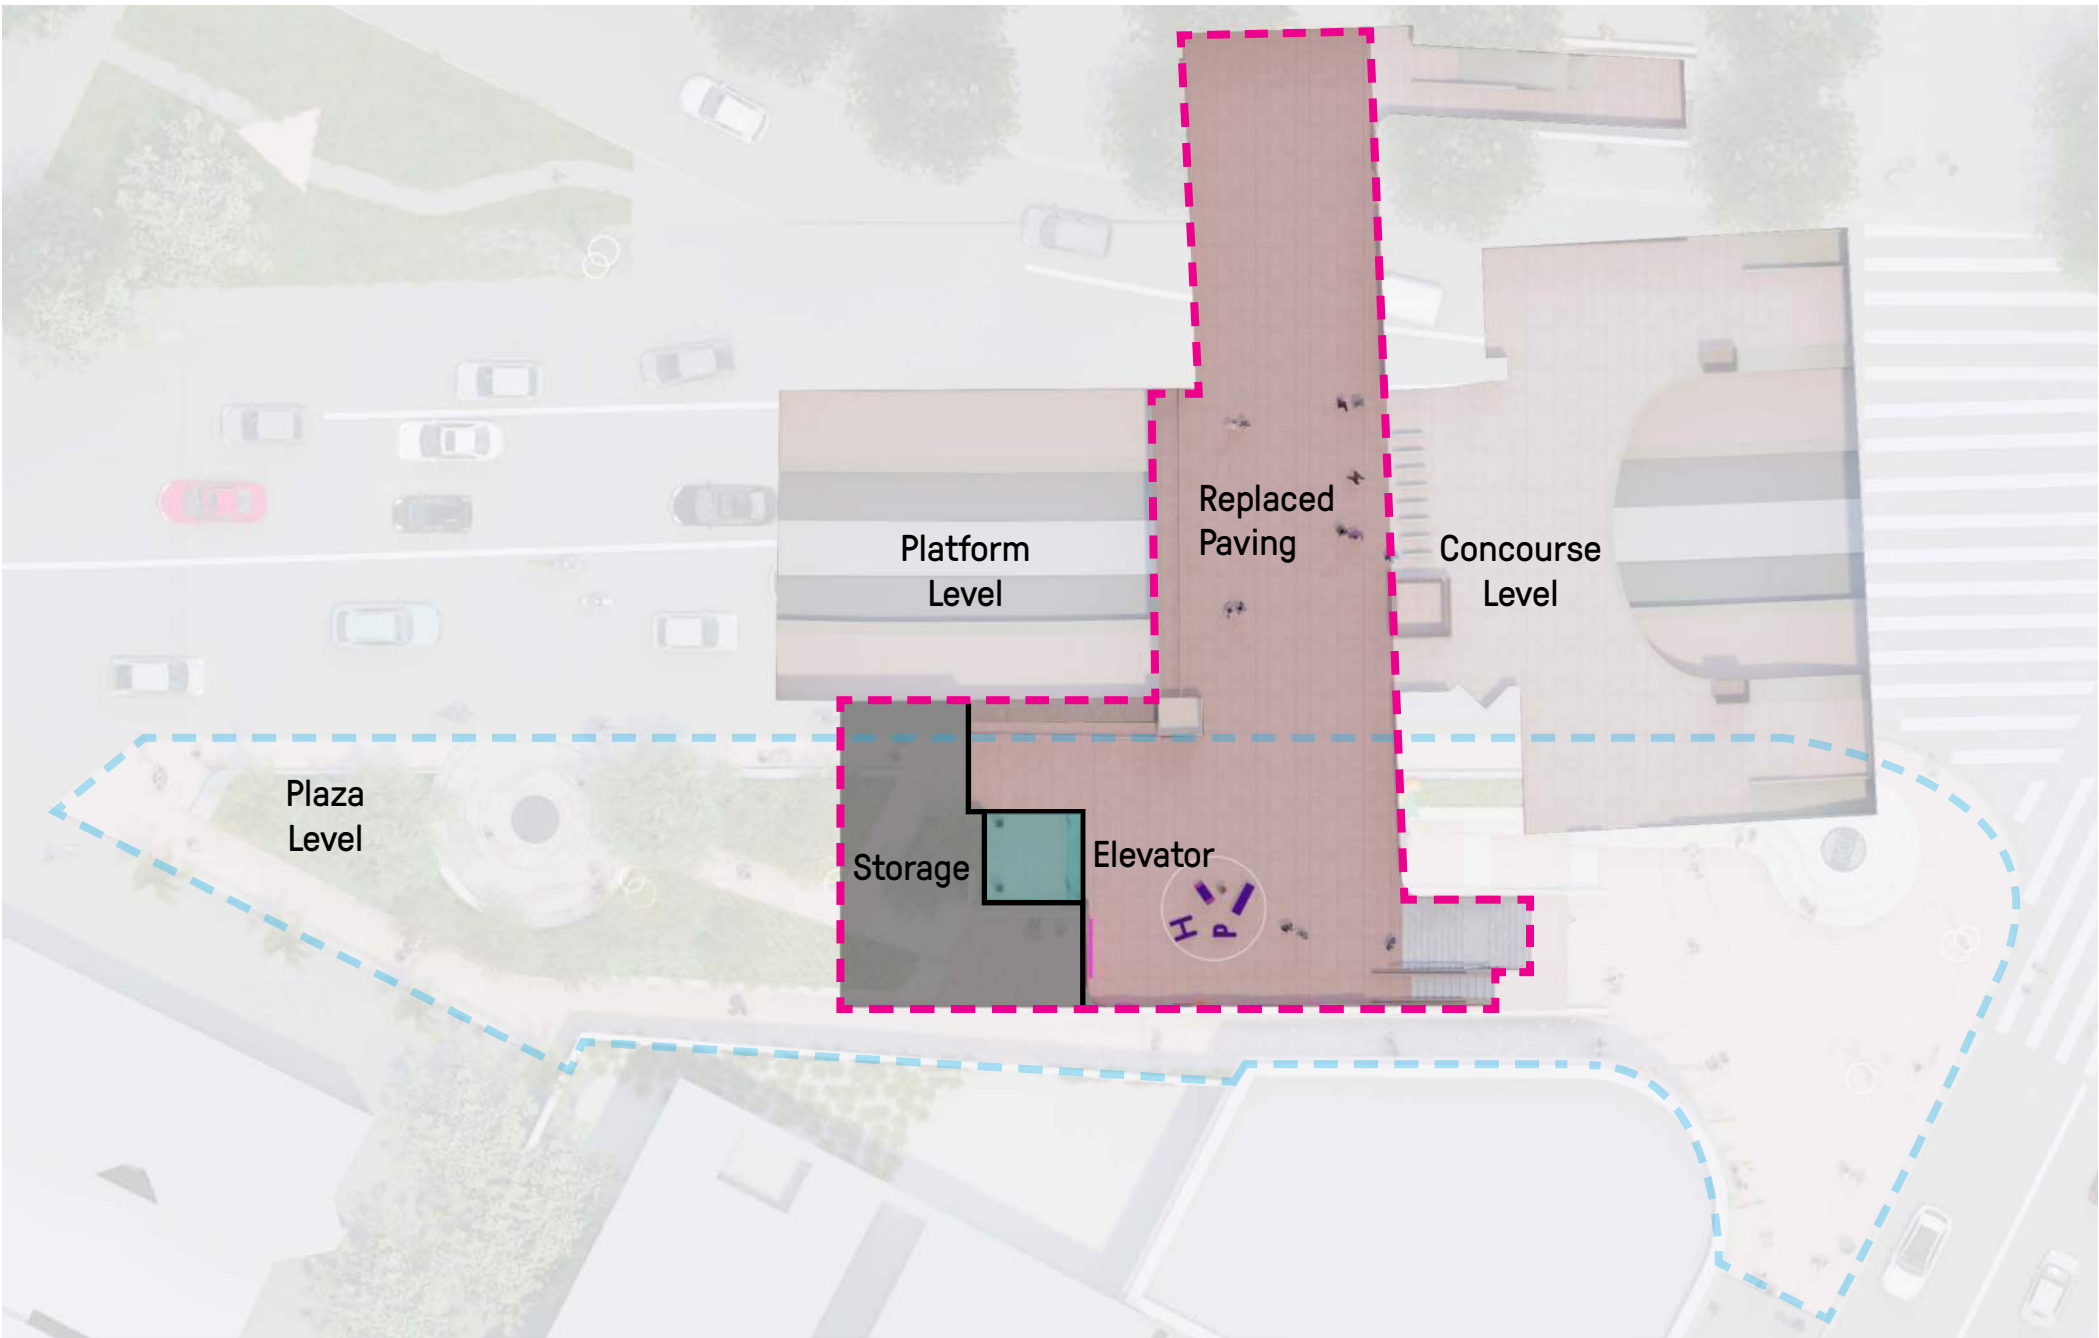 Replaced
Paving
Platform
Level
Concourse
Level
Plaza
Level
Storage
Elevator
H
P